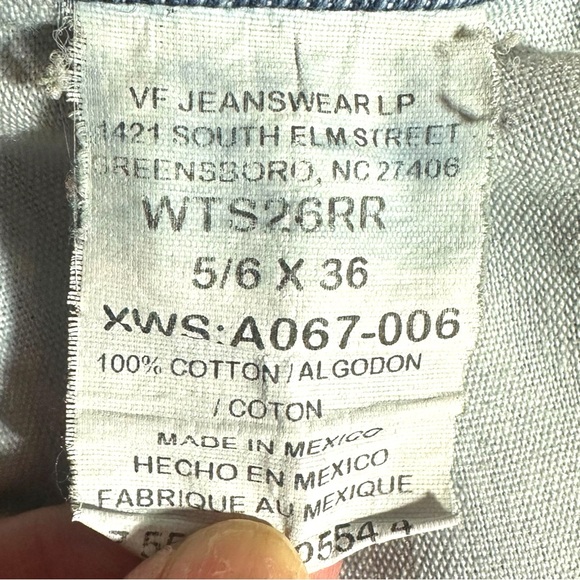 VF JEANSWEAR LP
1421 SOUTH ELM STREET
GREENSBORO, NC 27406
WTS26RR
5/6 X 36
XWS:A067-006
100% COTTON / ALGODON
/ COTON
MADE IN MEXICO
HECHO EN MEXICO
FABRIQUE AU MEXIQUE